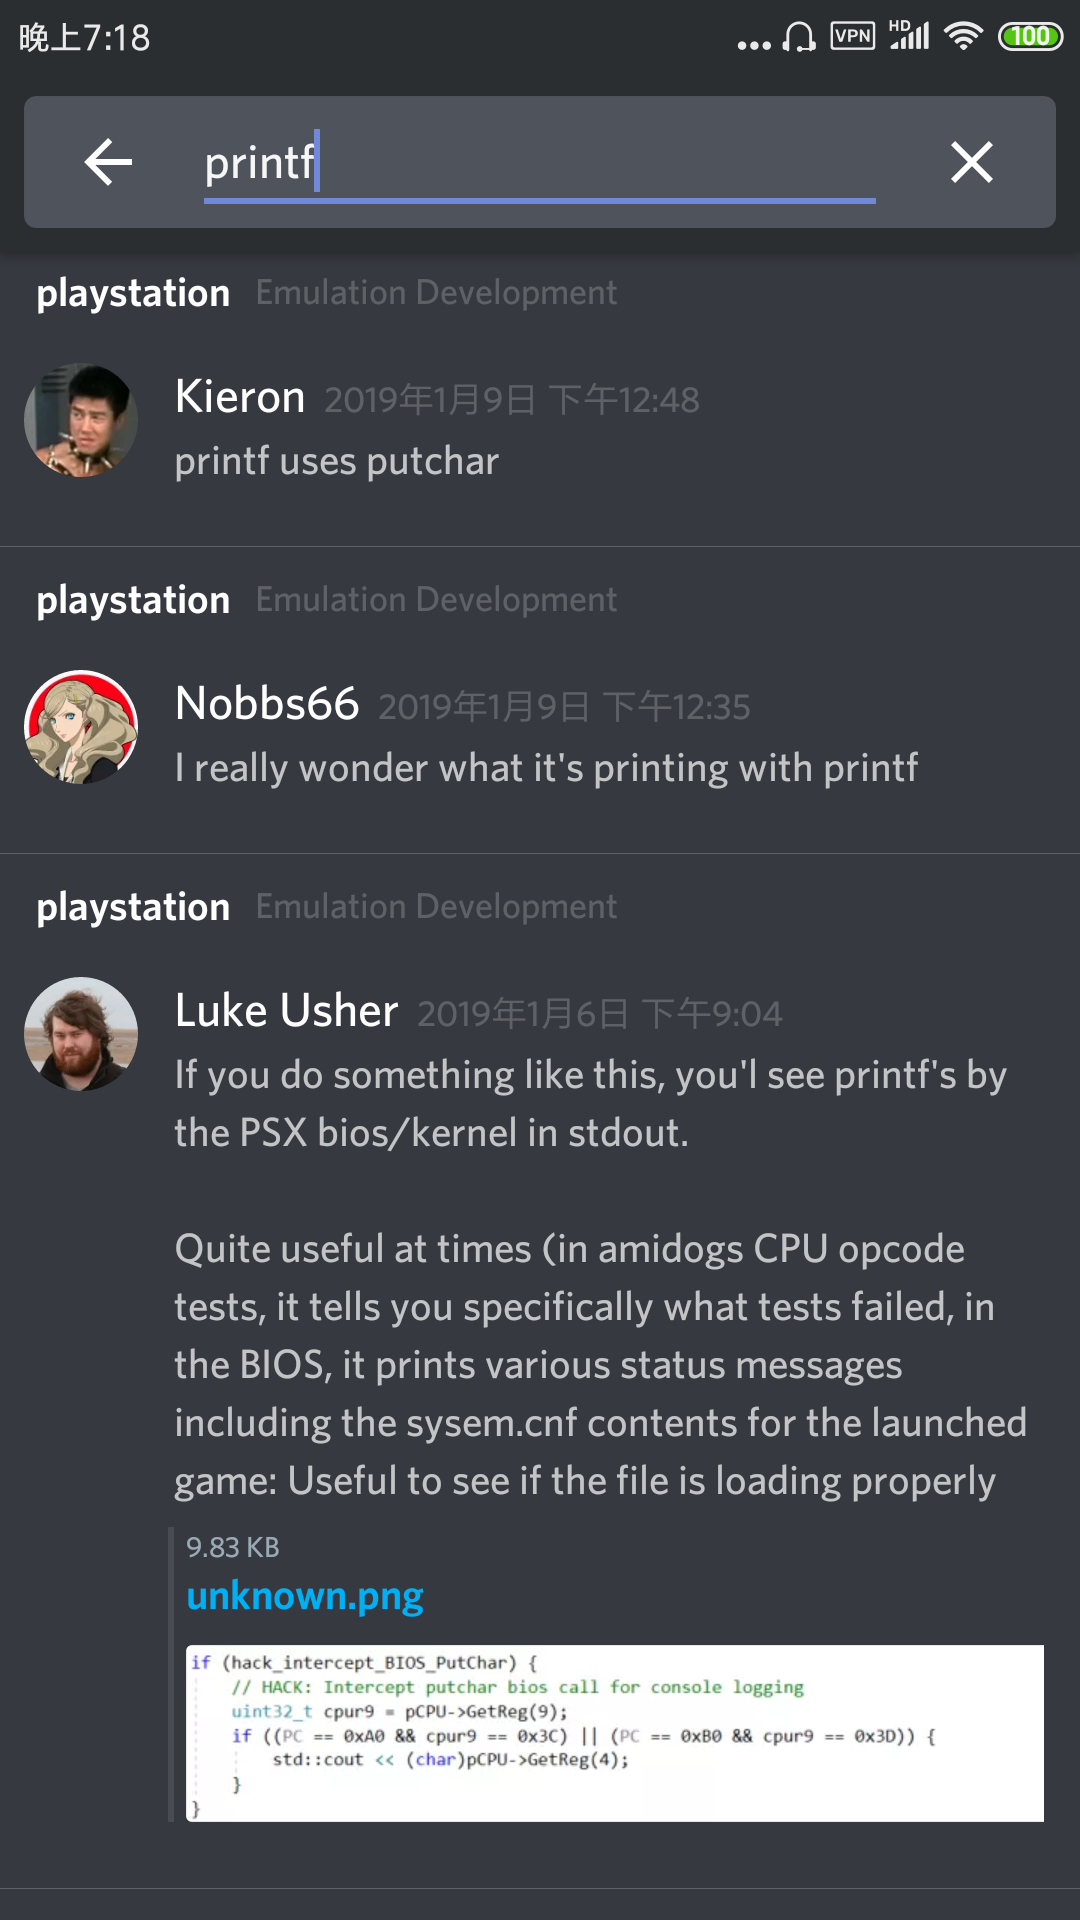 晚上7:18
VPN
HD
100
printf
playstation Emulation Development
Kieron 2019年1月9日 下午12:48
printf uses putchar
playstation Emulation Development
Nobbs66 2019年1月9日 下午12:35
I really wonder what it's printing with printf
playstation Emulation Development
Luke Usher 2019年1月6日 下午9:04
If you do something like this, you'l see printf's by
the PSX bios/kernel in stdout.
Quite useful at times (in amidogs CPU opcode
tests, it tells you specifically what tests failed, in
the BIOS, it prints various status messages
including the sysem.cnf contents for the launched
game: Useful to see if the file is loading properly
9.83 KB
unknown.png
if (hack_intercept_BIOS_PutChar) {
// HACK: Intercept putchar bios call for console logging
uint32_t cpur9 = pCPU->GetReg(9);
if ((PC == 0xA0 && cpur9 == 0x3C) || (PC == 0xB0 && cpur9 == 0x3D)) {
std::cout << (char)pCPU->GetReg(4);
}
}